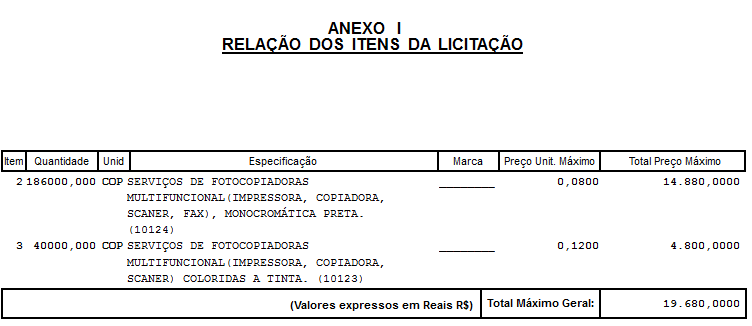 ANEXO I
RELAÇÃO DOS ITENS DA LICITAÇÃO
Item Quantidade Unid Especificação Marca Preço Unit. Máximo Total Preço Máximo
2 186000,000 COP SERVIÇOS DE FOTOCOPIADORAS ________ 0,0800 14.880,0000
MULTIFUNCIONAL(IMPRESSORA, COPIADORA,
SCANER, FAX), MONOCROMÁTICA PRETA.
(10124)
3 40000,000 COP SERVIÇOS DE FOTOCOPIADORAS ________ 0,1200 4.800,0000
MULTIFUNCIONAL(IMPRESSORA, COPIADORA,
SCANER) COLORIDAS A TINTA. (10123)
(Valores expressos em Reais R$) Total Máximo Geral: 19.680,0000